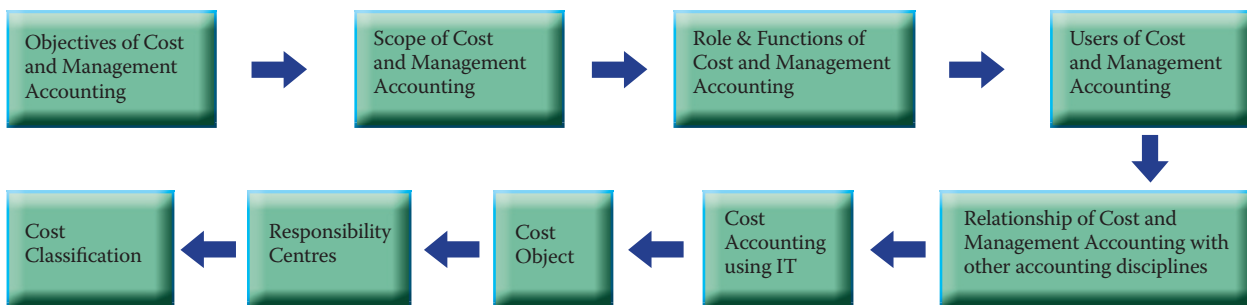 Objectives of Cost
and Management
Accounting
Scope of Cost
and Management
Accounting
Role & Functions of
Cost and Management
Accounting
Users of Cost
and Management
Accounting
Relationship of Cost and
Management Accounting with
other accounting disciplines
Cost
Accounting
using IT
Cost
Object
Responsibility
Centres
Cost
Classification